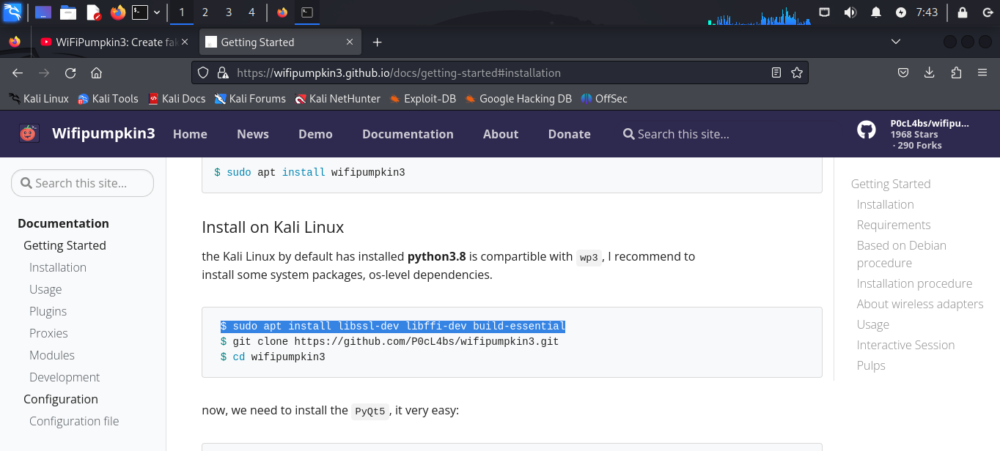 1 2 3 4 7:43
WiFiPumpkin3: Create fak
Getting Started
https://wifipumpkin3.github.io/docs/getting-started#installation
Kali Linux Kali Tools Kali Docs Kali Forums Kali NetHunter Exploit-DB Google Hacking DB OffSec
Wifipumpkin3 Home News Demo Documentation About Donate Search this site...
P0cL4bs/wifipu...
1968 Stars
· 290 Forks
Search this site...
Documentation
Getting Started
Installation
Usage
Plugins
Proxies
Modules
Development
Configuration
Configuration file
$ sudo apt install wifipumpkin3
Install on Kali Linux
the Kali Linux by default has installed python3.8 is compartible with wp3, I recommend to
install some system packages, os-level dependencies.
$ sudo apt install libssl-dev libffi-dev build-essential
$ git clone https://github.com/P0cL4bs/wifipumpkin3.git
$ cd wifipumpkin3
now, we need to install the PyQt5, it very easy:
Getting Started
Installation
Requirements
Based on Debian
procedure
Installation procedure
About wireless adapters
Usage
Interactive Session
Pulps